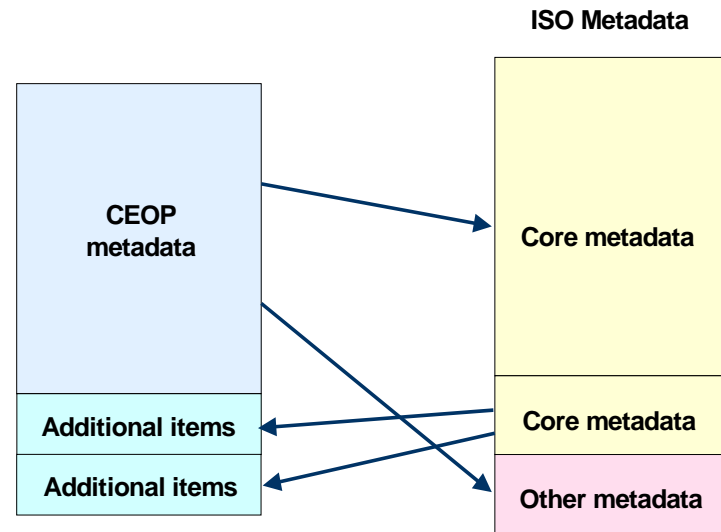 ISO Metadata
CEOP
metadata
Core metadata
Additional items
Core metadata
Additional items
Other metadata